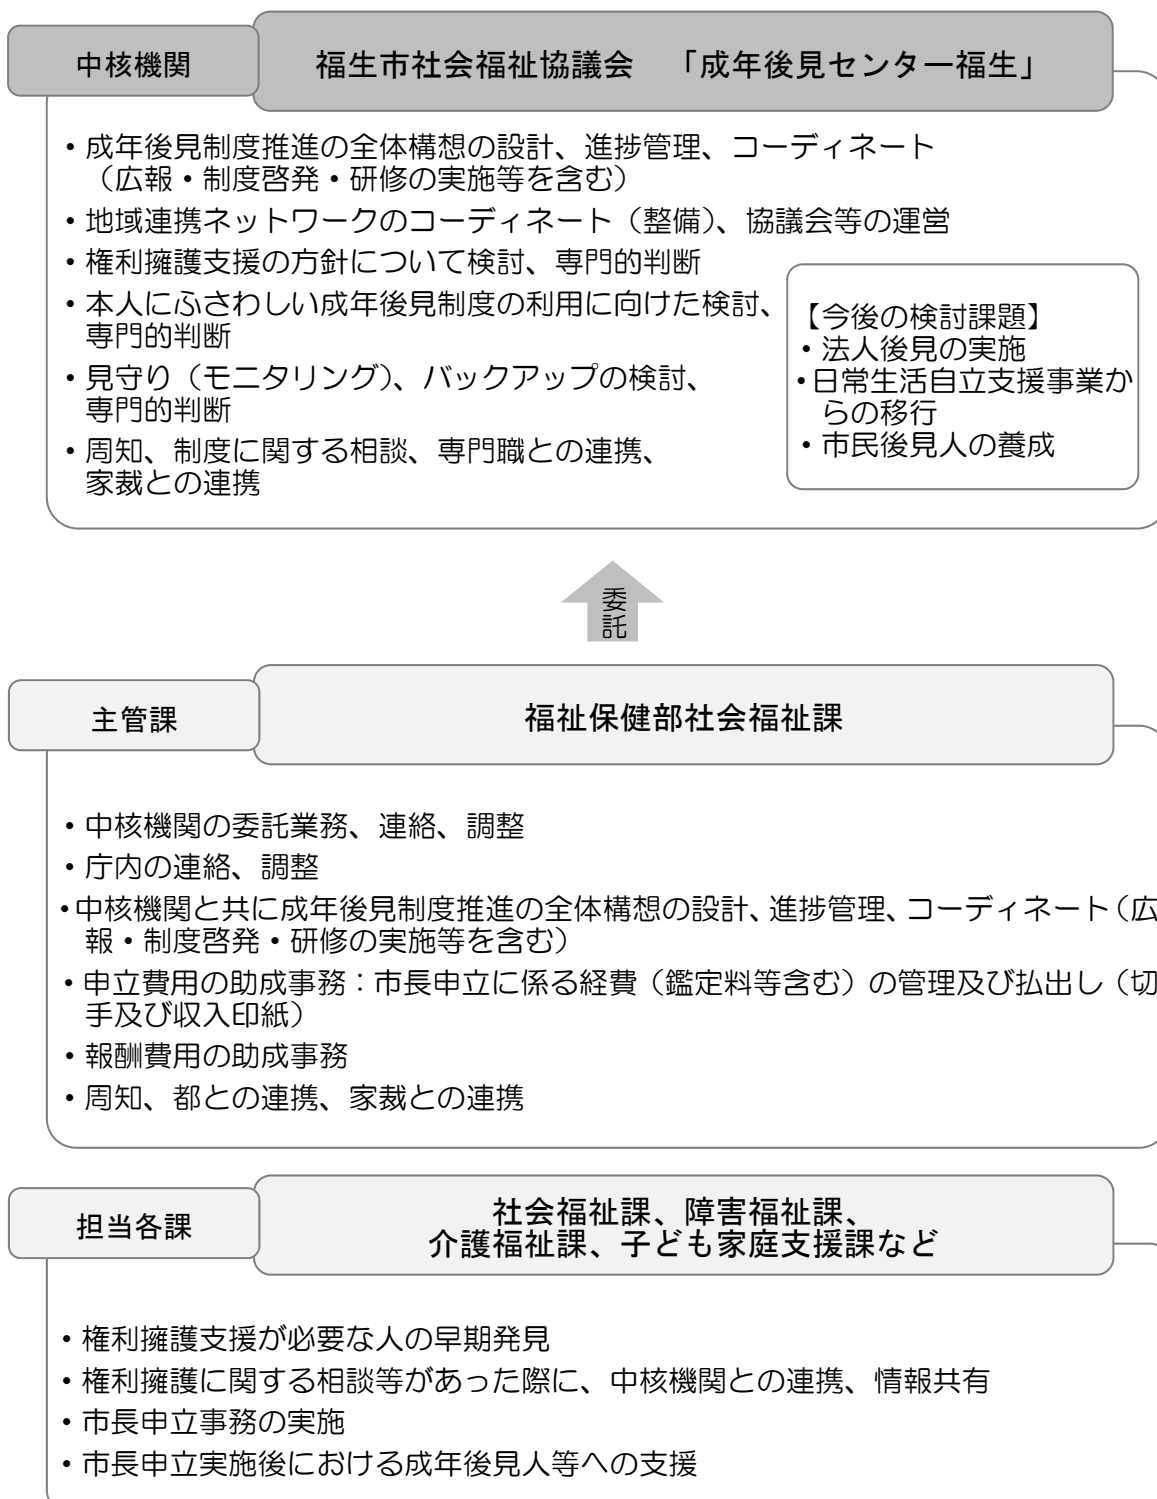 中核機関
福生市社会福祉協議会　「成年後見センター福生」
・成年後見制度推進の全体構想の設計、進捗管理、コーディネート
（広報・制度啓発・研修の実施等を含む）
・地域連携ネットワークのコーディネート（整備）、協議会等の運営
・権利擁護支援の方針について検討、専門的判断
・本人にふさわしい成年後見制度の利用に向けた検討、
専門的判断
・見守り（モニタリング）、バックアップの検討、
専門的判断
・周知、制度に関する相談、専門職との連携、
家裁との連携
【今後の検討課題】
・法人後見の実施
・日常生活自立支援事業か
らの移行
・市民後見人の養成
委託
主管課
福祉保健部社会福祉課
・中核機関の委託業務、連絡、調整
・庁内の連絡、調整
・中核機関と共に成年後見制度推進の全体構想の設計、進捗管理、コーディネート（広
報・制度啓発・研修の実施等を含む）
・申立費用の助成事務：市長申立に係る経費（鑑定料等含む）の管理及び払出し（切
手及び収入印紙）
・報酬費用の助成事務
・周知、都との連携、家裁との連携
担当各課
社会福祉課、障害福祉課、
介護福祉課、子ども家庭支援課など
・権利擁護支援が必要な人の早期発見
・権利擁護に関する相談等があった際に、中核機関との連携、情報共有
・市長申立事務の実施
・市長申立実施後における成年後見人等への支援